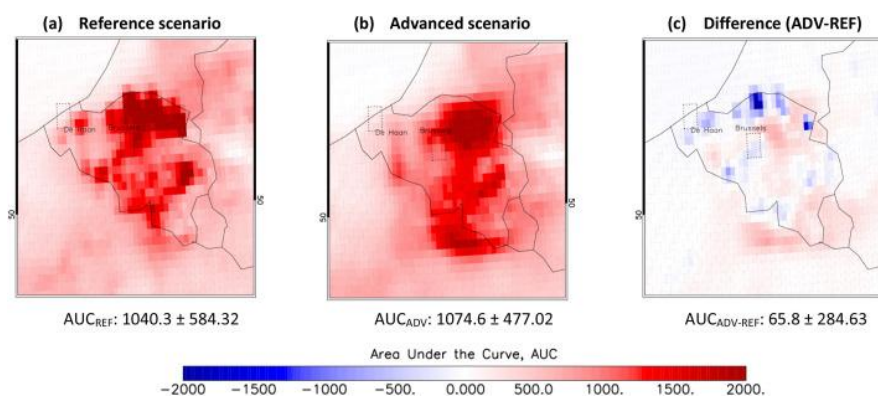 (a) Reference scenario
(b) Advanced scenario
(c) Difference (ADV-REF)
De Haan
De Haan
Brussels
De Haan
Brussels
50
50
50
50
50
50
AUCREF: 1040.3 ± 584.32
AUCADV: 1074.6 ± 477.02
AUCADV-REF: 65.8 ± 284.63
Area Under the Curve, AUC
−2000 −1500 −1000 −500. 0.000 500. 1000. 1500. 2000.